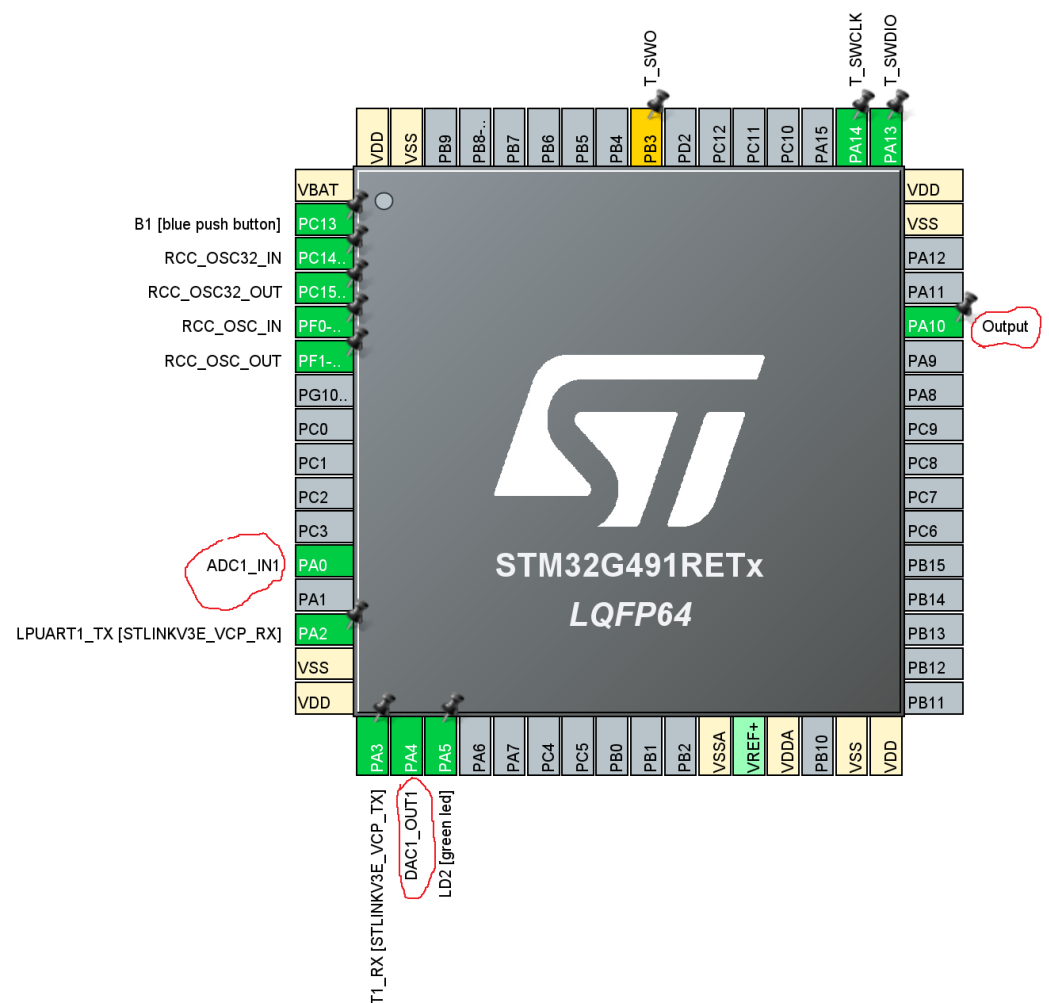 T_SWO
T_SWCLK
T_SWDIO
VDD
VSS
PB9
PB8-..
PB7
PB6
PB5
PB4
PB3
PD2
PC12
PC11
PC10
PA15
PA14
PA13
VBAT
B1 [blue push button]
PC13
RCC_OSC32_IN
PC14..
RCC_OSC32_OUT
PC15..
RCC_OSC_IN
PF0-..
RCC_OSC_OUT
PF1-..
PG10..
PC0
PC1
PC2
PC3
ADC1_IN1
PA0
PA1
LPUART1_TX [STLINKV3E_VCP_RX]
PA2
VSS
VDD
ST
STM32G491RETx
LQFP64
VDD
VSS
PA12
PA11
PA10
Output
PA9
PA8
PC9
PC8
PC7
PC6
PB15
PB14
PB13
PB12
PB11
PA3
PA4
PA5
PA6
PA7
PC4
PC5
PB0
PB1
PB2
VSSA
VREF+
VDDA
PB10
VSS
VDD
T1_RX [STLINKV3E_VCP_TX]
DAC1_OUT1
LD2 [green led]